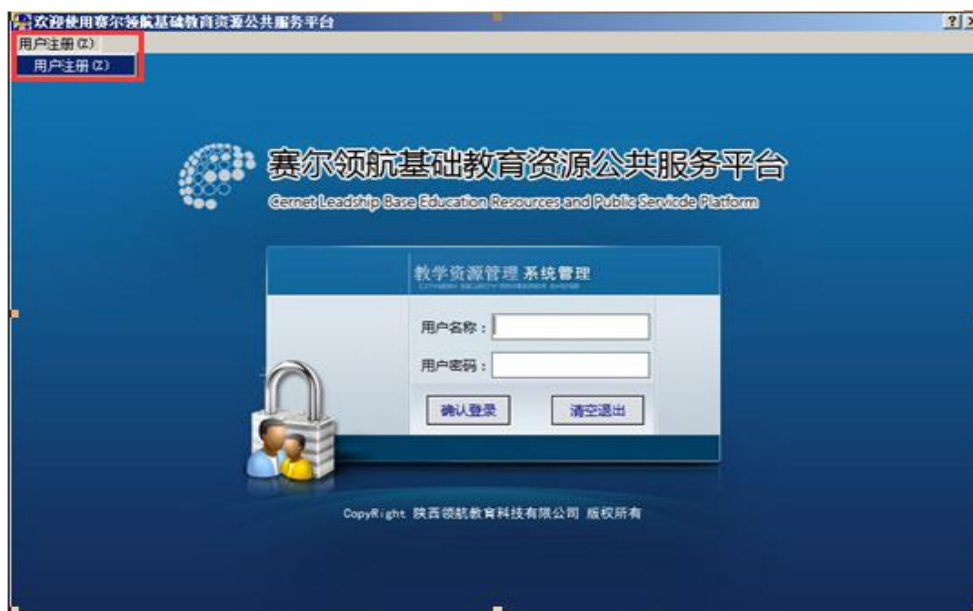 欢迎使用赛尔领航基础教育资源公共服务平台
用户注册(Z)
用户注册(Z)
赛尔领航基础教育资源公共服务平台
Cernet Leadship Base Education Resources and Public Servicde Platform
教学资源管理 系统管理
用户名称:
用户密码:
确认登录 清空退出
CopyRight 陕西领航教育科技有限公司 版权所有